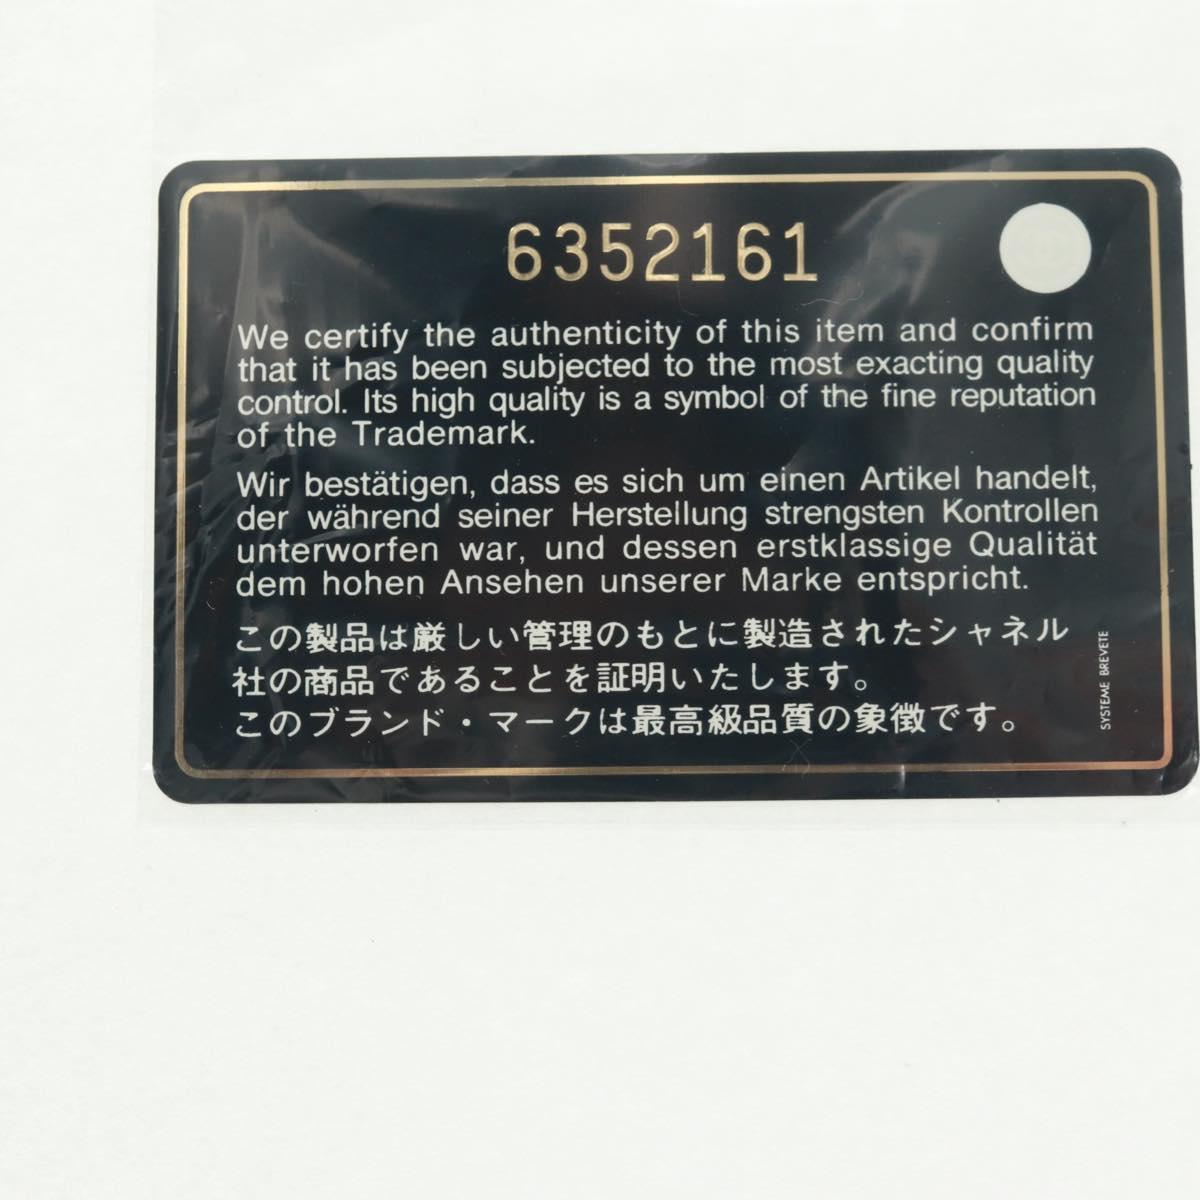 6352161
We certify the authenticity of this item and confirm
that it has been subjected to the most exacting quality
control. Its high quality is a symbol of the fine reputation
of the Trademark.
Wir bestätigen, dass es sich um einen Artikel handelt,
der während seiner Herstellung strengsten Kontrollen
unterworfen war, und dessen erstklassige Qualität
dem hohen Ansehen unserer Marke entspricht.
この製品は厳しい管理のもとに製造されたシャネル
社の商品であることを証明いたします。
このブランド・マークは最高級品質の象徴です。
SYSTEME BREVETE